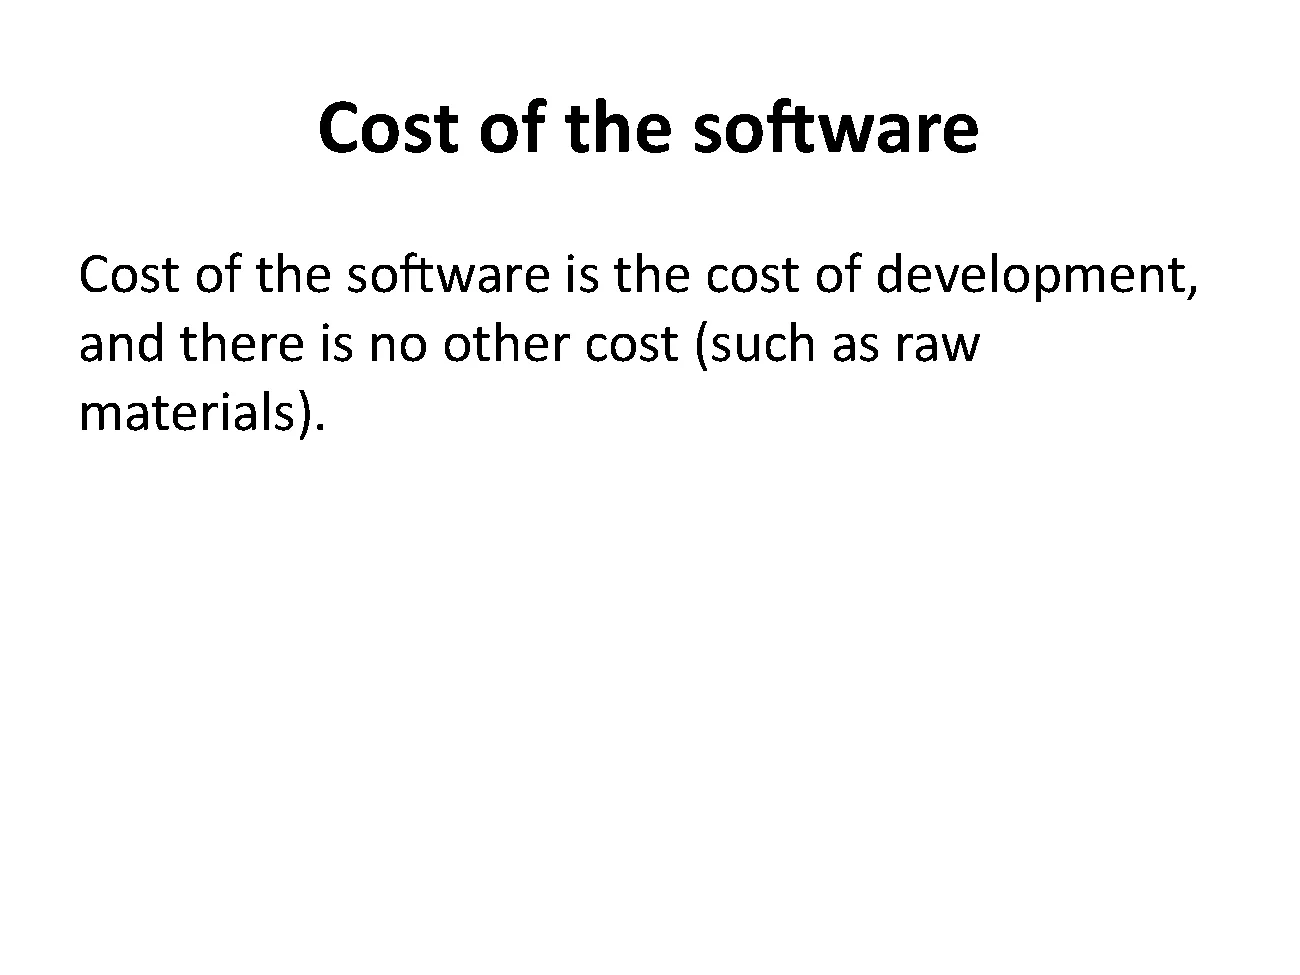 Cost of the software
Cost of the software is the cost of development,
and there is no other cost (such as raw
materials).